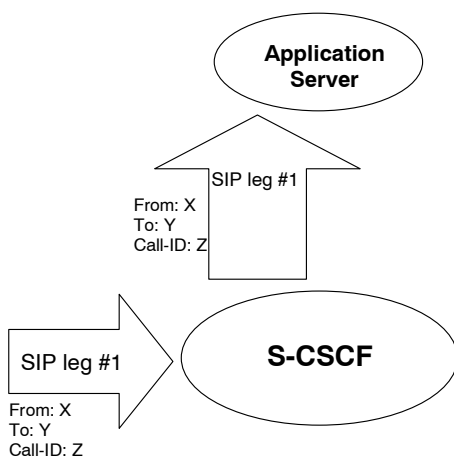 Application
Server
SIP leg #1
From: X
To: Y
Call-ID: Z
S-CSCF
SIP leg #1
From: X
To: Y
Call-ID: Z